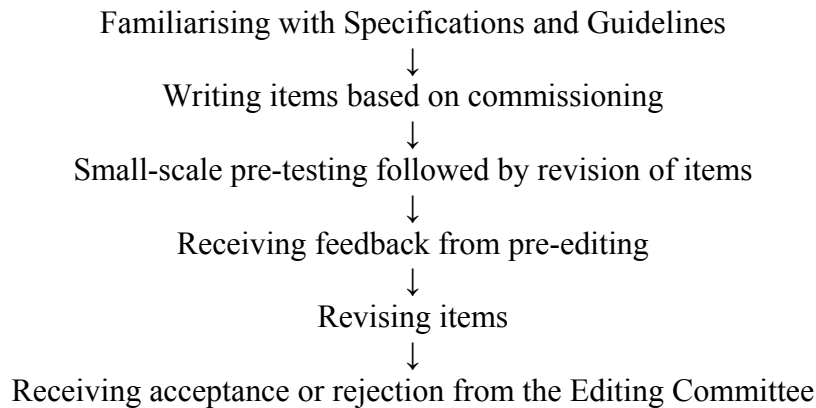 Familiarising with Specifications and Guidelines
↓
Writing items based on commissioning
↓
Small-scale pre-testing followed by revision of items
↓
Receiving feedback from pre-editing
↓
Revising items
↓
Receiving acceptance or rejection from the Editing Committee